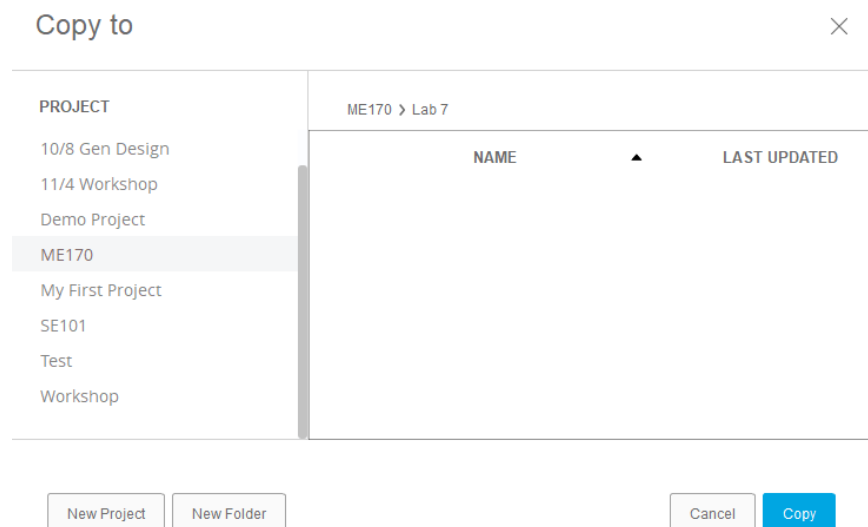 Copy to
PROJECT
10/8 Gen Design
11/4 Workshop
Demo Project
ME170
My First Project
SE101
Test
Workshop
ME170 > Lab 7
NAME LAST UPDATED
New Project New Folder Cancel Copy